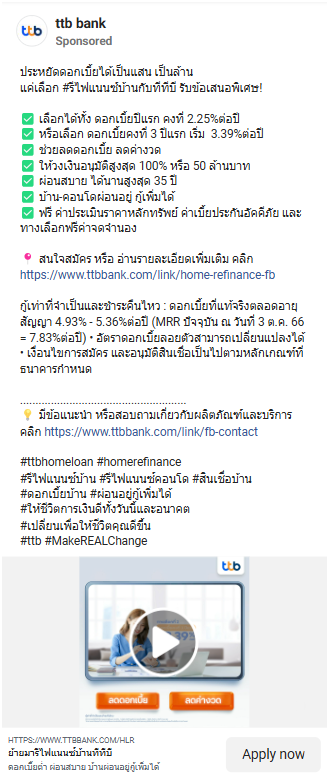 ttb bank
Sponsored
ประหยัดดอกเบี้ยได้เป็นแสน เป็นล้าน
แค่เลือก #รีไฟแนนซ์บ้านกับทีทีบี รับข้อเสนอพิเศษ!
✅ เลือกได้ทั้ง ดอกเบี้ยปีแรก คงที่ 2.25%ต่อปี
✅ หรือเลือก ดอกเบี้ยคงที่ 3 ปีแรก เริ่ม 3.39%ต่อปี
✅ ช่วยลดดอกเบี้ย ลดค่างวด
✅ ให้วงเงินอนุมัติสูงสุด 100% หรือ 50 ล้านบาท
✅ ผ่อนสบาย ได้นานสูงสุด 35 ปี
✅ บ้าน-คอนโดผ่อนอยู่ กู้เพิ่มได้
✅ ฟรี ค่าประเมินราคาหลักทรัพย์ ค่าเบี้ยประกันอัคคีภัย และ
ทางเลือกฟรีค่าจดจำนอง
📍 สนใจสมัคร หรือ อ่านรายละเอียดเพิ่มเติม คลิก
https://www.ttbbank.com/link/home-refinance-fb
กู้เท่าที่จำเป็นและชำระคืนไหว : ดอกเบี้ยที่แท้จริงตลอดอายุ
สัญญา 4.93% - 5.36%ต่อปี (MRR ปัจจุบัน ณ วันที่ 3 ต.ค. 66
= 7.83%ต่อปี) • อัตราดอกเบี้ยลอยตัวสามารถเปลี่ยนแปลงได้
• เงื่อนไขการสมัคร และอนุมัติสินเชื่อเป็นไปตามหลักเกณฑ์ที่
ธนาคารกำหนด
......................................................
💡 มีข้อแนะนำ หรือสอบถามเกี่ยวกับผลิตภัณฑ์และบริการ
คลิก https://www.ttbbank.com/link/fb-contact
#ttbhomeloan #homerefinance
#รีไฟแนนซ์บ้าน #รีไฟแนนซ์คอนโด #สินเชื่อบ้าน
#ดอกเบี้ยบ้าน #ผ่อนอยู่กู้เพิ่มได้
#ให้ชีวิตการเงินดีทั้งวันนี้และอนาคต
#เปลี่ยนเพื่อให้ชีวิตคุณดีขึ้น
#ttb #MakeREALChange
ttb
ลดดอกเบี้ย
ลดค่างวด
HTTPS://WWW.TTBBANK.COM/HLR
ย้ายมารีไฟแนนซ์บ้านที่ทีทีบี
ดอกเบี้ยต่ำ ผ่อนสบาย บ้านผ่อนอยู่กู้เพิ่มได้
Apply now